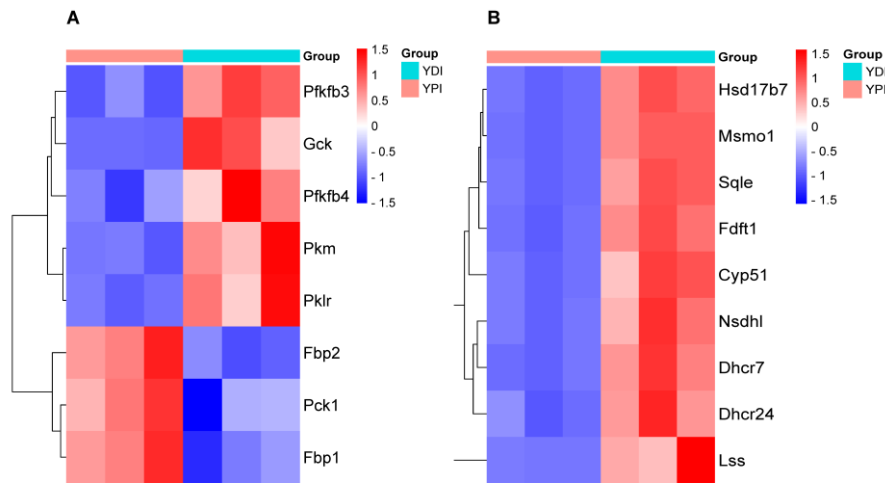 A
Group
1.5
1
0.5
0
- 0.5
- 1
- 1.5
Group
YDI
YPI
Pfkfb3
Gck
Pfkfb4
Pkm
Pklr
Fbp2
Pck1
Fbp1
B
Group
1.5
1
0.5
0
- 0.5
- 1
- 1.5
Group
YDI
YPI
Hsd17b7
Msmo1
Sqle
Fdft1
Cyp51
Nsdhl
Dhcr7
Dhcr24
Lss